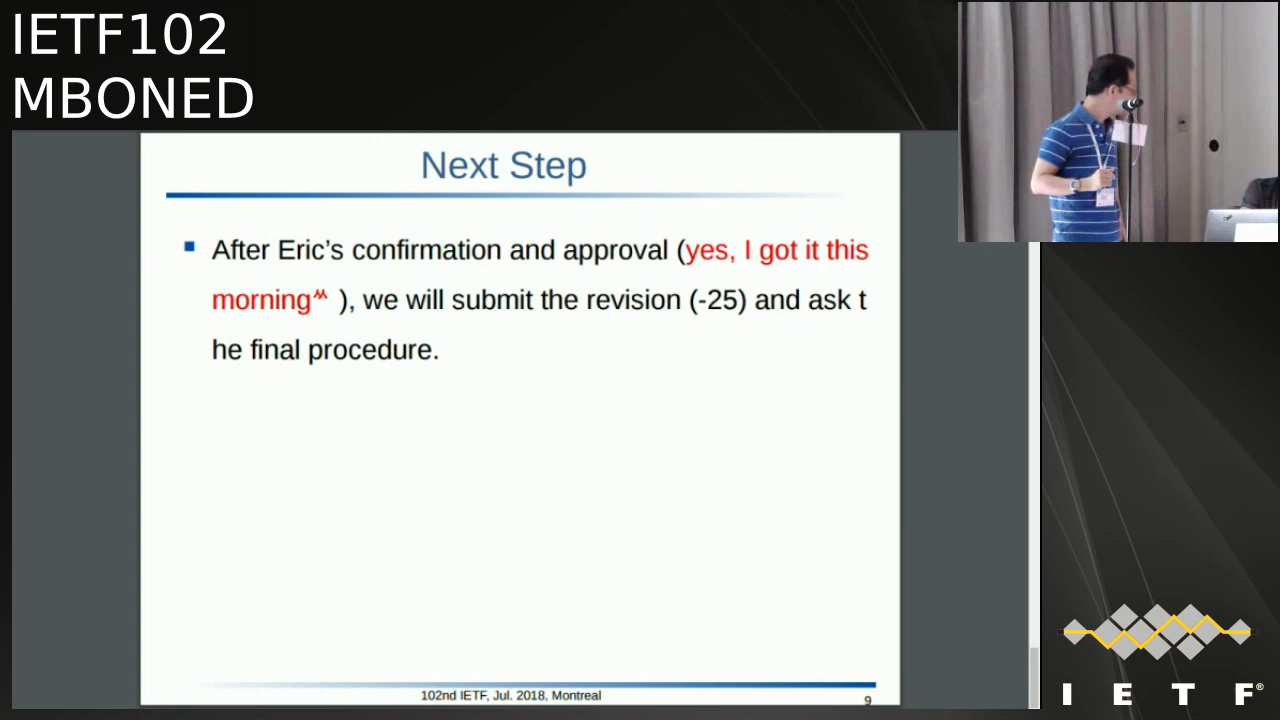 IETF102
MBONED
Next Step
After Eric’s confirmation and approval (yes, I got it this
morning^^ ), we will submit the revision (-25) and ask t
he final procedure.
102nd IETF, Jul. 2018, Montreal
9
I E T F®